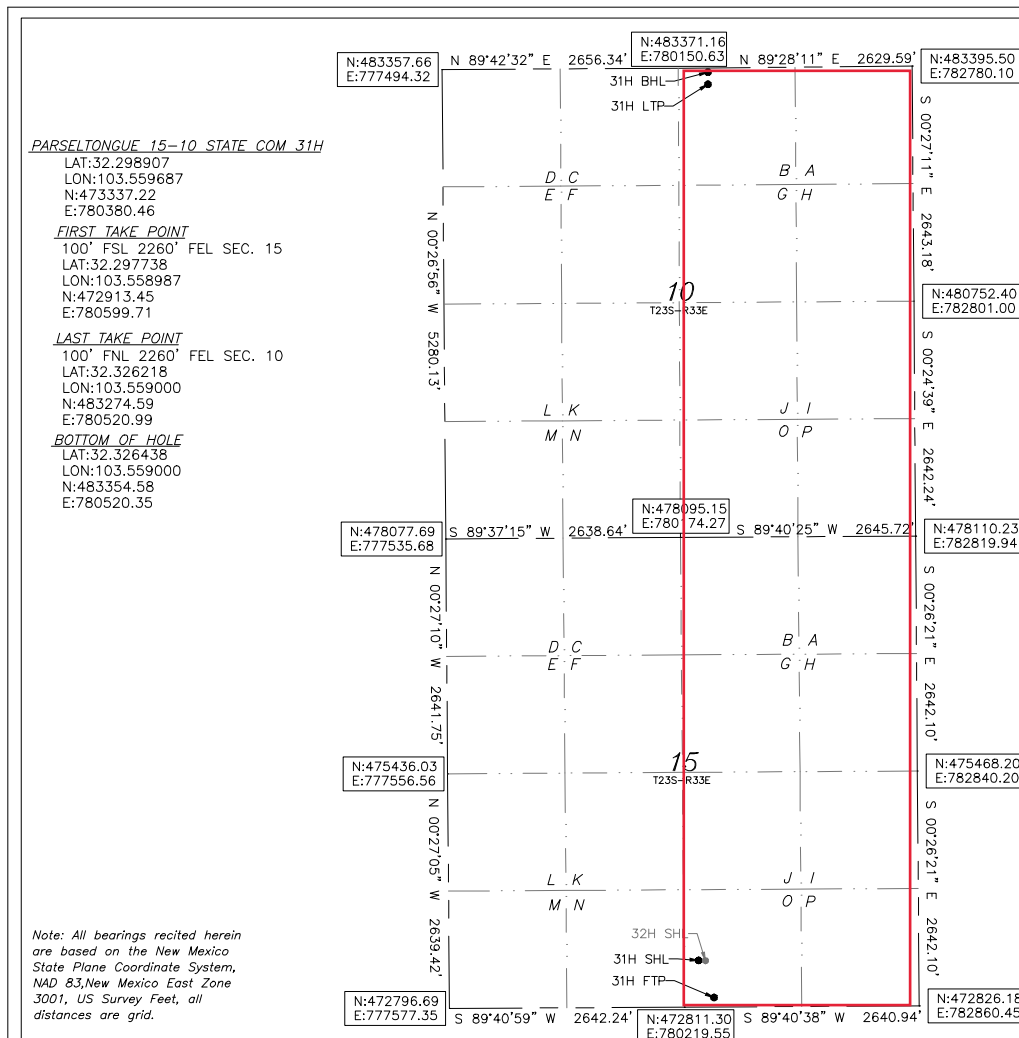 N:483371.16
E:780150.63
N:483357.66
E:777494.32
N 89°42'32" E 2656.34'
N 89°28'11" E 2629.59'
N:483395.50
E:782780.10
31H BHL
31H LTP
PARSELTONGUE 15-10 STATE COM 31H
LAT:32.298907
LON:103.559687
N:473337.22
E:780380.46
FIRST TAKE POINT
100' FSL 2260' FEL SEC. 15
LAT:32.297738
LON:103.558987
N:472913.45
E:780599.71
LAST TAKE POINT
100' FNL 2260' FEL SEC. 10
LAT:32.326218
LON:103.559000
N:483274.59
E:780520.99
BOTTOM OF HOLE
LAT:32.326438
LON:103.559000
N:483354.58
E:780520.35
S 00°27'11" E 2643.18'
D C
E F
B A
G H
N 00°26'56" W 5280.13'
10
T23S-R33E
N:480752.40
E:782801.00
S 00°24'39" E 2642.24'
L K
M N
J I
O P
N:478095.15
E:780174.27
N:478077.69
E:777535.68
S 89°37'15" W 2638.64'
S 89°40'25" W 2645.72'
N:478110.23
E:782819.94
N 00°27'10" W 2641.75'
S 00°26'21" E 2642.10'
D C
E F
B A
G H
15
T23S-R33E
N:475436.03
E:777556.56
N:475468.20
E:782840.20
N 00°27'05" W 2639.42'
S 00°26'21" E 2642.10'
L K
M N
J I
O P
32H SHL
31H SHL
31H FTP
Note: All bearings recited herein
are based on the New Mexico
State Plane Coordinate System,
NAD 83,New Mexico East Zone
3001, US Survey Feet, all
distances are grid.
N:472796.69
E:777577.35
S 89°40'59" W 2642.24'
N:472811.30
E:780219.55
S 89°40'38" W 2640.94'
N:472826.18
E:782860.45